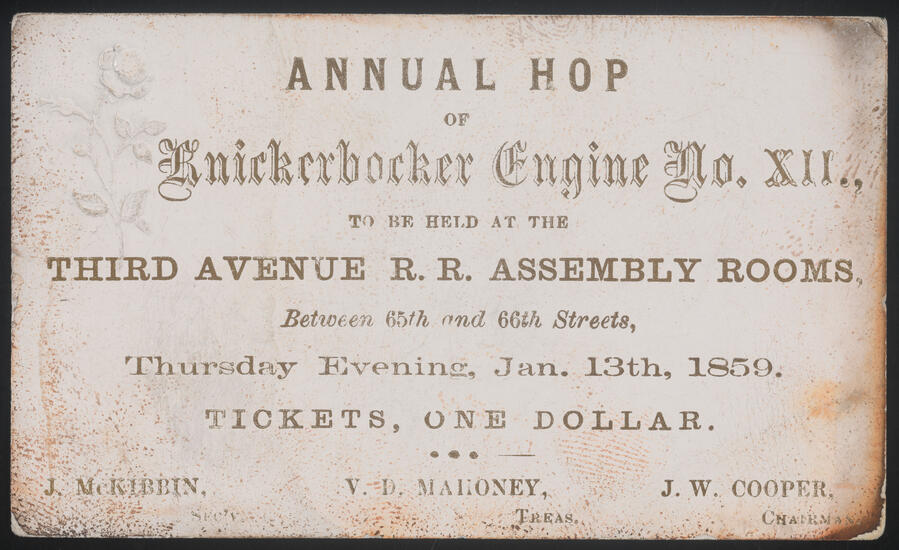 ANNUAL HOP
OF
Knickerbocker Engine No. XII.,
TO BE HELD AT THE
THIRD AVENUE R. R. ASSEMBLY ROOMS,
Between 65th and 66th Streets,
Thursday Evening, Jan. 13th, 1859.
TICKETS, ONE DOLLAR.
J. McKIBBIN, V. D. MAHONEY, J. W. COOPER,
Sec'y. Treas. Chairman.